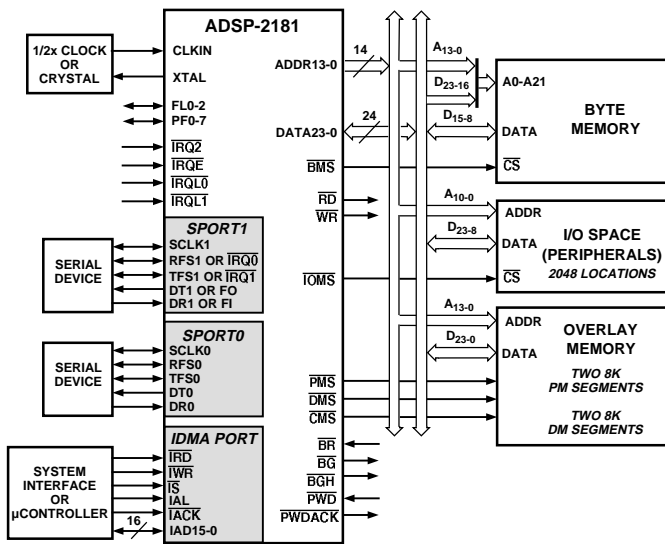 ADSP-2181
1/2x CLOCK
OR
CRYSTAL
CLKIN
XTAL
FL0-2
PF0-7
IRQ2
IRQE
IRQL0
IRQL1
SERIAL
DEVICE
SPORT1
SCLK1
RFS1 OR IRQ0
TFS1 OR IRQ1
DT1 OR FO
DR1 OR FI
SERIAL
DEVICE
SPORT0
SCLK0
RFS0
TFS0
DT0
DR0
SYSTEM
INTERFACE
OR
µCONTROLLER
16
IDMA PORT
IRD
IWR
IS
IAL
IACK
IAD15-0
ADDR13-0
14
DATA23-0
24
BMS
RD
WR
IOMS
PMS
DMS
CMS
BR
BG
BGH
PWD
PWDACK
A13-0
D23-16
D15-8
A0-A21
BYTE
MEMORY
DATA
CS
A10-0
D23-8
ADDR
I/O SPACE
(PERIPHERALS)
DATA
2048 LOCATIONS
CS
A13-0
D23-0
ADDR
OVERLAY
MEMORY
DATA
TWO 8K
PM SEGMENTS
TWO 8K
DM SEGMENTS